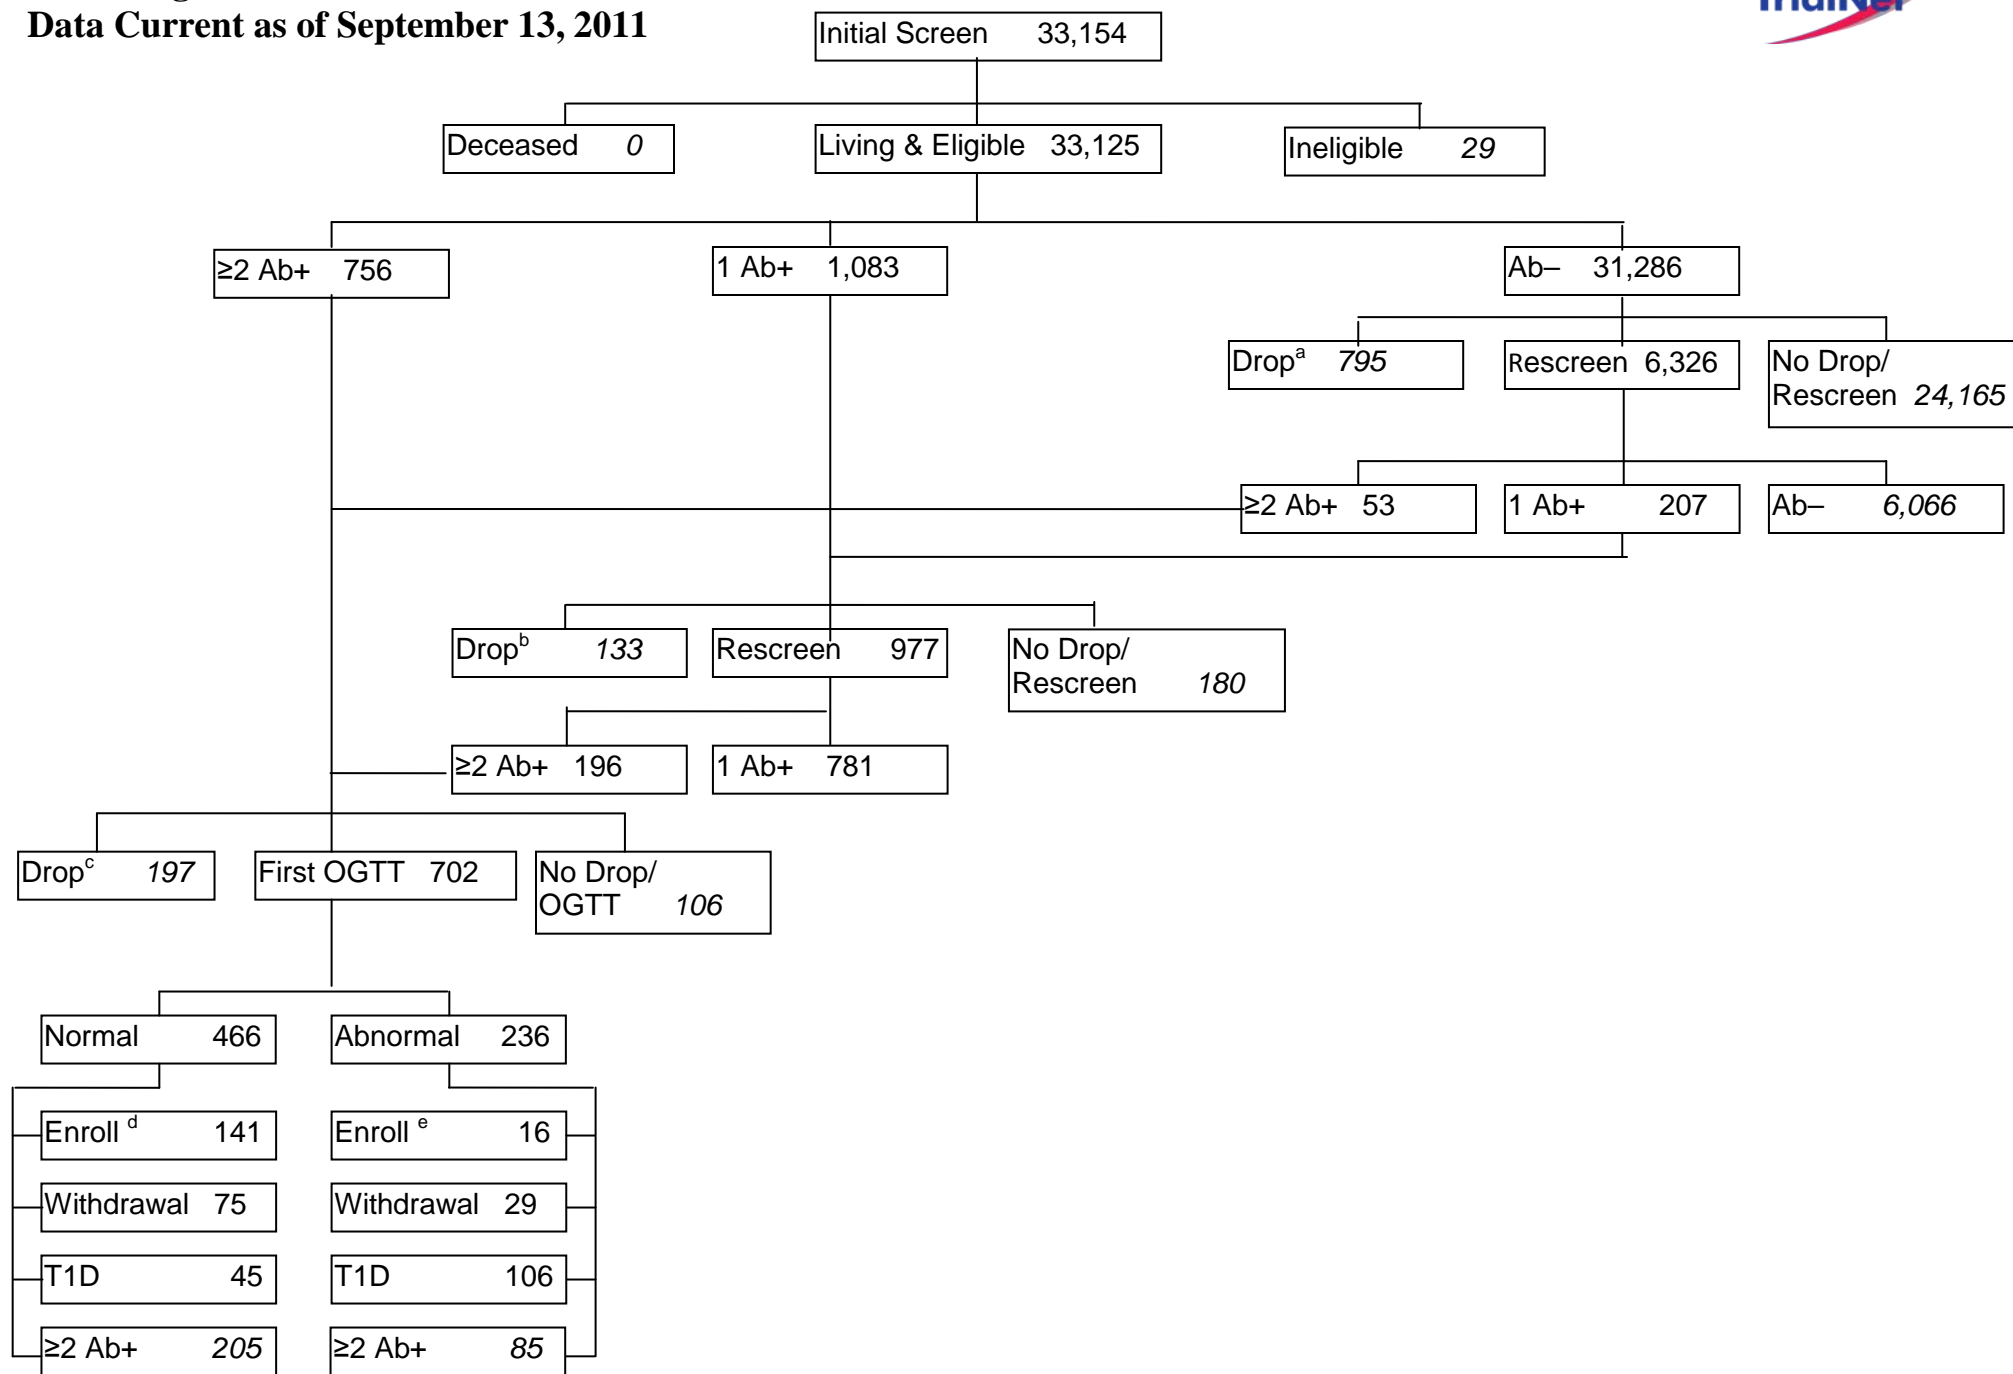 Data Current as of September 13, 2011
Initial Screen 33,154
Deceased 0
Living & Eligible 33,125
Ineligible 29
≥2 Ab+ 756
1 Ab+ 1,083
Ab– 31,286
Drop^a 795
Rescreen 6,326
No Drop/
Rescreen 24,165
≥2 Ab+ 53
1 Ab+ 207
Ab– 6,066
Drop^b 133
Rescreen 977
No Drop/
Rescreen 180
≥2 Ab+ 196
1 Ab+ 781
Drop^c 197
First OGTT 702
No Drop/
OGTT 106
Normal 466
Abnormal 236
Enroll ^d 141
Enroll ^e 16
Withdrawal 75
Withdrawal 29
T1D 45
T1D 106
≥2 Ab+ 205
≥2 Ab+ 85